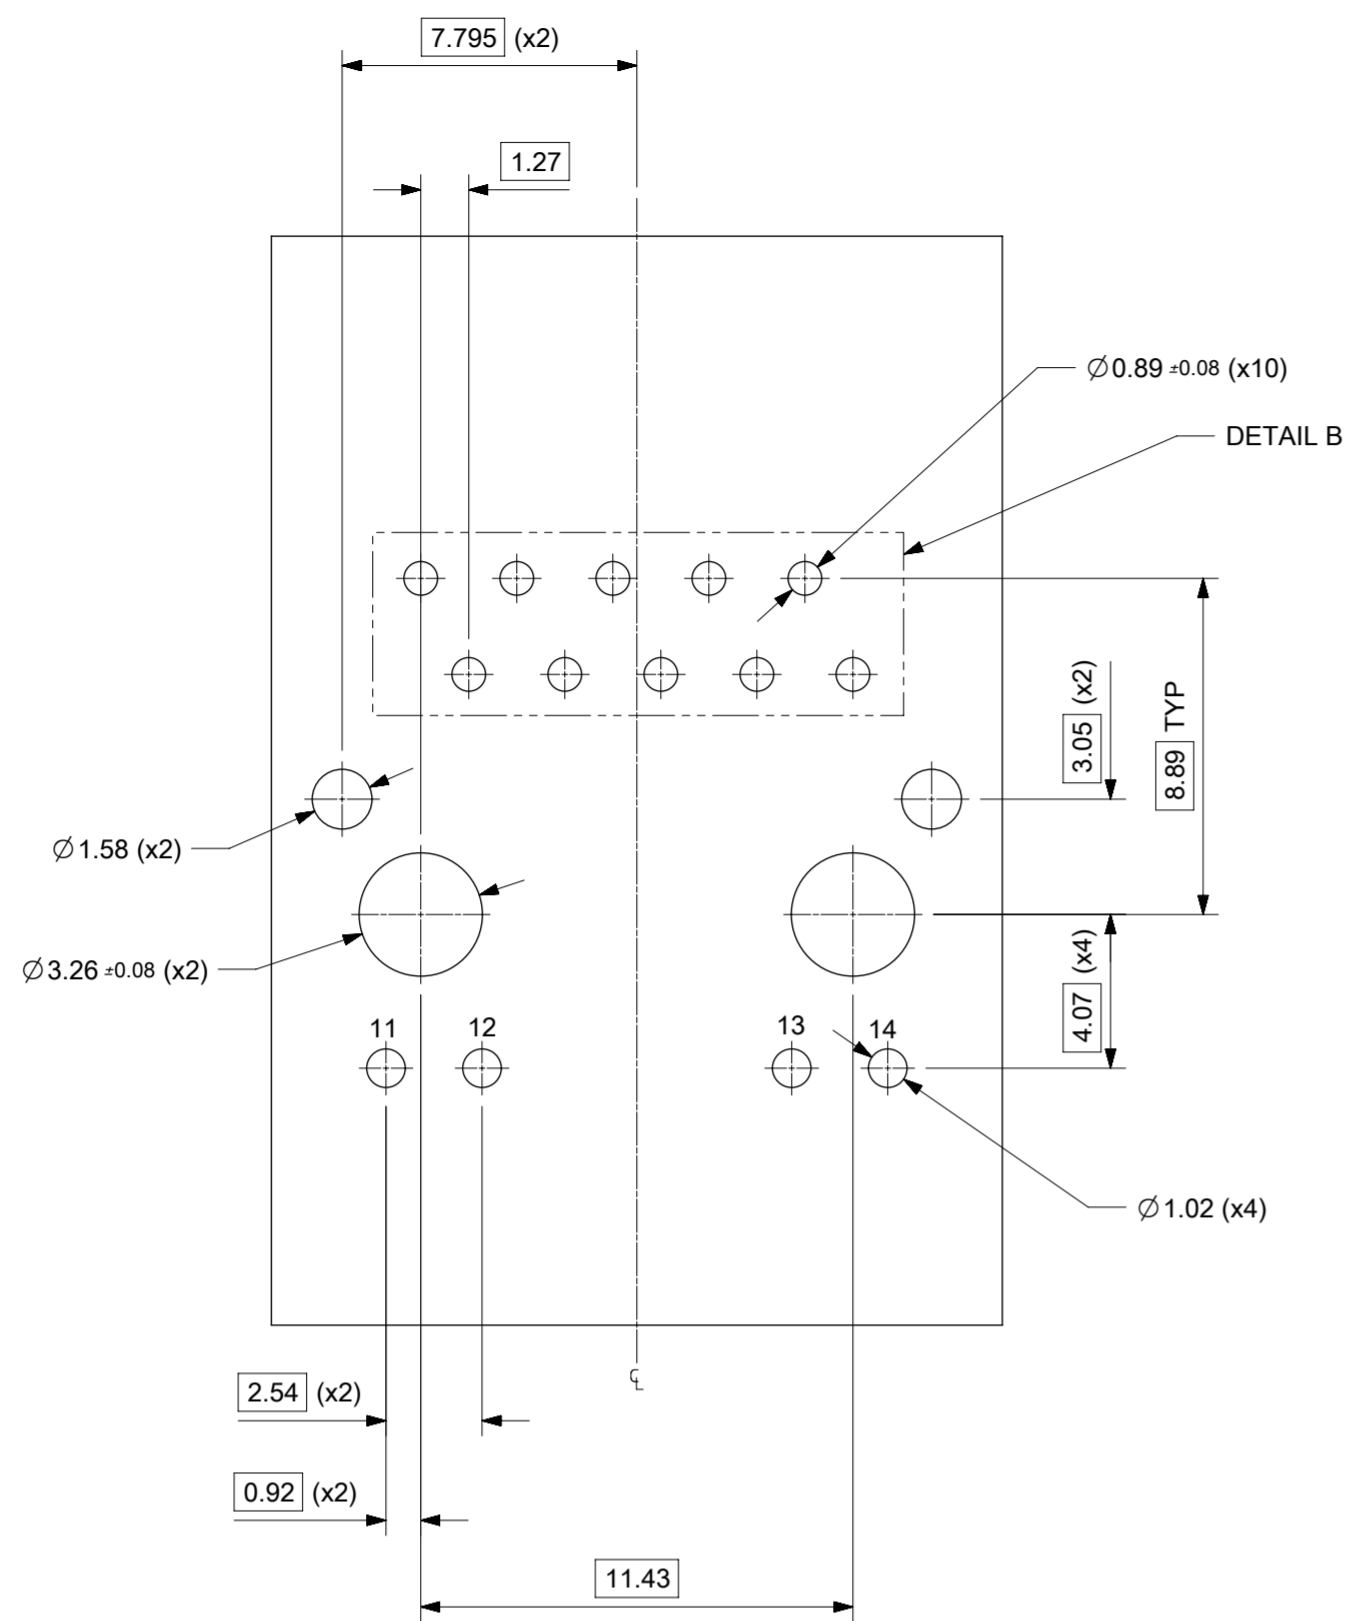 7.795 (x2)
1.27
∅0.89 ±0.08 (x10)
DETAIL B
3.05 (x2)
8.89 TYP
∅1.58 (x2)
4.07 (x4)
∅3.26 ±0.08 (x2)
11
12
13
14
∅1.02 (x4)
℄
2.54 (x2)
0.92 (x2)
11.43